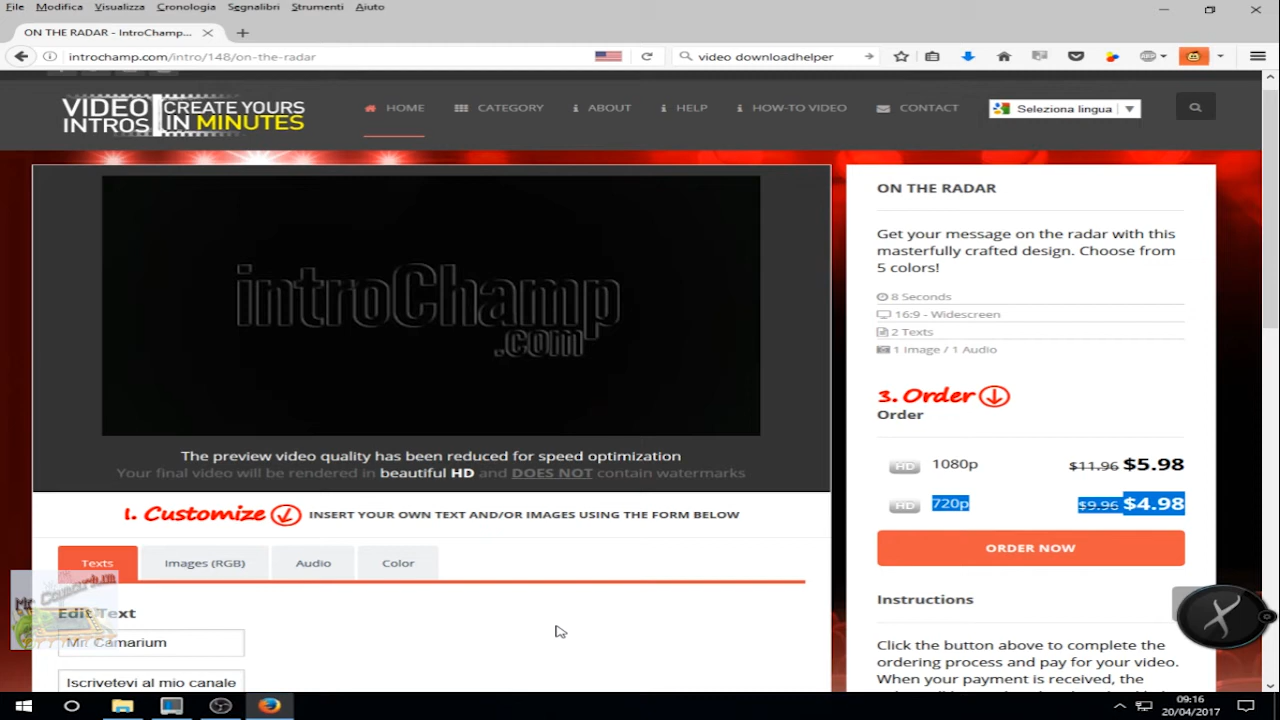 File Modifica Visualizza Cronologia Segnalibri Strumenti Aiuto
ON THE RADAR - IntroChamp...
introchamp.com/intro/148/on-the-radar
video downloadhelper
VIDEO INTROS CREATE YOURS IN MINUTES
HOME CATEGORY ABOUT HELP HOW-TO VIDEO CONTACT
Seleziona lingua
introChamp
.com
The preview video quality has been reduced for speed optimization
Your final video will be rendered in beautiful HD and DOES NOT contain watermarks
1. Customize INSERT YOUR OWN TEXT AND/OR IMAGES USING THE FORM BELOW
Texts Images (RGB) Audio Color
Edit Text
Mr. Camarium
Iscrivetevi al mio canale
ON THE RADAR
Get your message on the radar with this
masterfully crafted design. Choose from
5 colors!
8 Seconds
16:9 - Widescreen
2 Texts
1 Image / 1 Audio
3. Order
Order
HD 1080p $11.96 $5.98
HD 720p $9.96 $4.98
ORDER NOW
Instructions
Click the button above to complete the
ordering process and pay for your video.
When your payment is received, the
09:16
20/04/2017